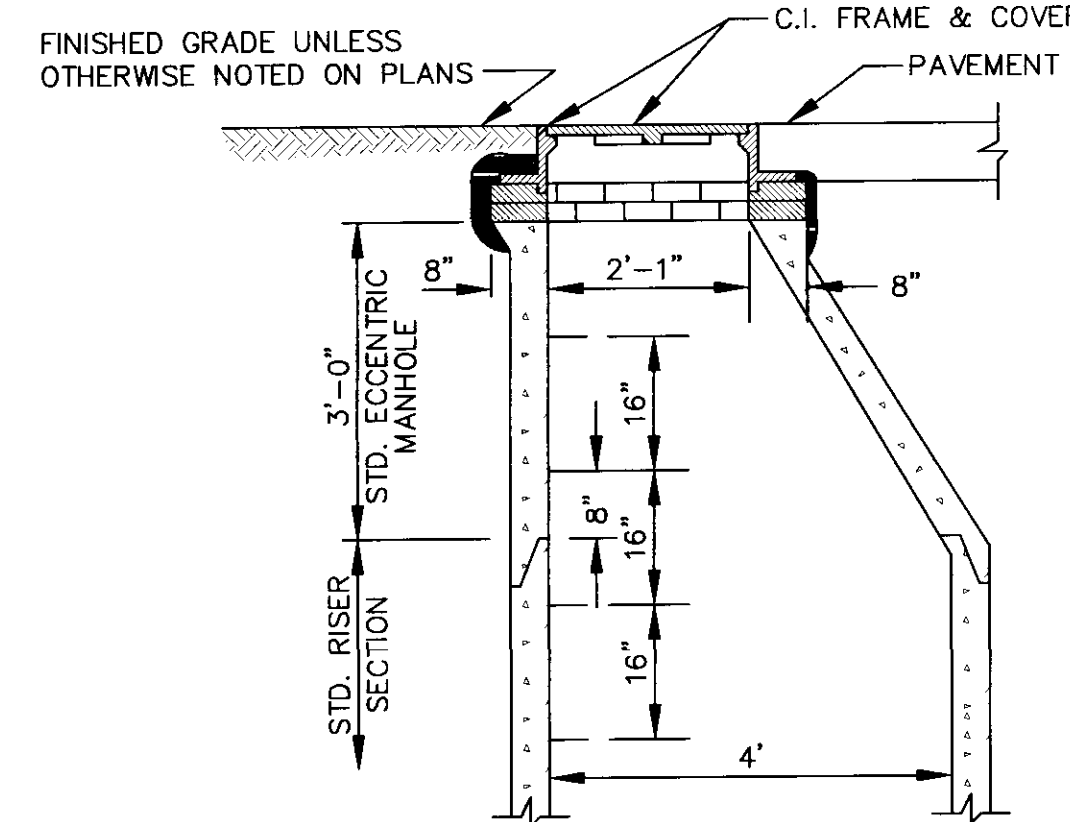 C.I. FRAME & COVER
FINISHED GRADE UNLESS
OTHERWISE NOTED ON PLANS
PAVEMENT
8"
2'-1"
8"
3'-0"
STD. ECCENTRIC
MANHOLE
16"
8"
16"
STD. RISER
SECTION
16"
4'